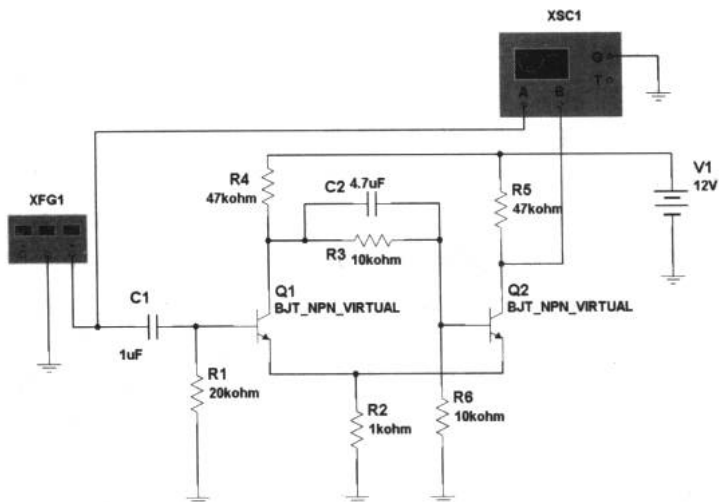 XSC1
G
T
A B
XFG1
V1
12V
R4
47kohm
C2 4.7uF
R5
47kohm
R3
10kohm
C1
1uF
Q1
BJT_NPN_VIRTUAL
Q2
BJT_NPN_VIRTUAL
R1
20kohm
R2
1kohm
R6
10kohm